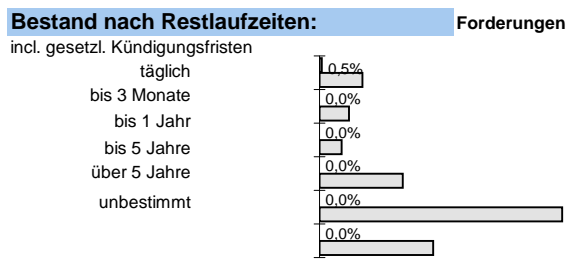 Bestand nach Restlaufzeiten: Forderungen
incl. gesetzl. Kündigungsfristen
täglich 0,5%
bis 3 Monate 0,0%
bis 1 Jahr 0,0%
bis 5 Jahre 0,0%
über 5 Jahre 0,0%
unbestimmt 0,0%